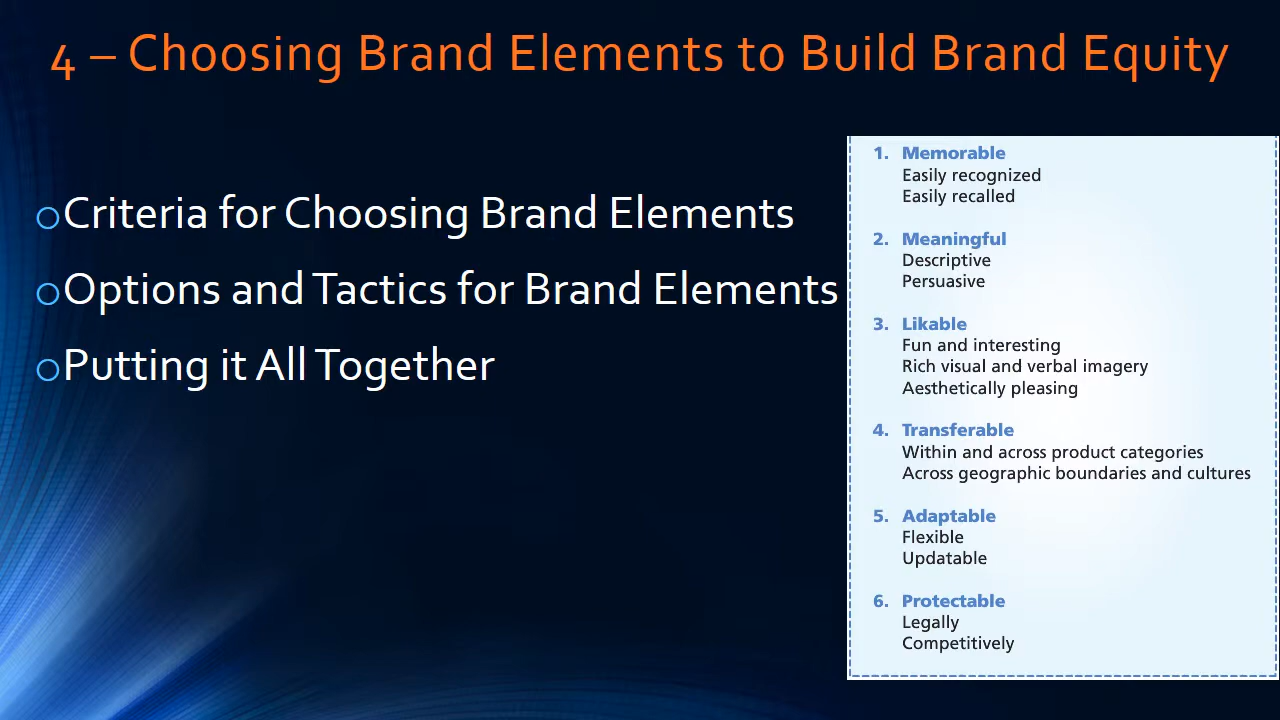 4 – Choosing Brand Elements to Build Brand Equity
oCriteria for Choosing Brand Elements
oOptions and Tactics for Brand Elements
oPutting it All Together
1. Memorable
Easily recognized
Easily recalled
2. Meaningful
Descriptive
Persuasive
3. Likable
Fun and interesting
Rich visual and verbal imagery
Aesthetically pleasing
4. Transferable
Within and across product categories
Across geographic boundaries and cultures
5. Adaptable
Flexible
Updatable
6. Protectable
Legally
Competitively